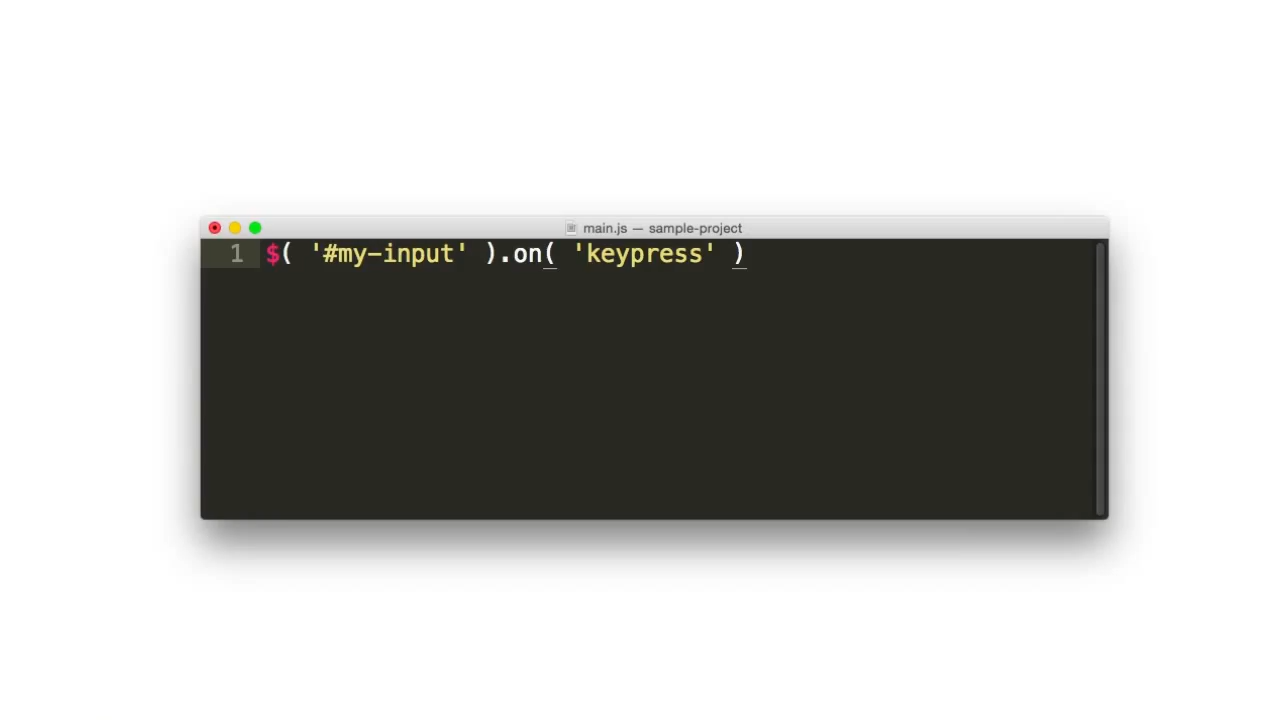 main.js — sample-project
1 $( '#my-input' ).on( 'keypress' )